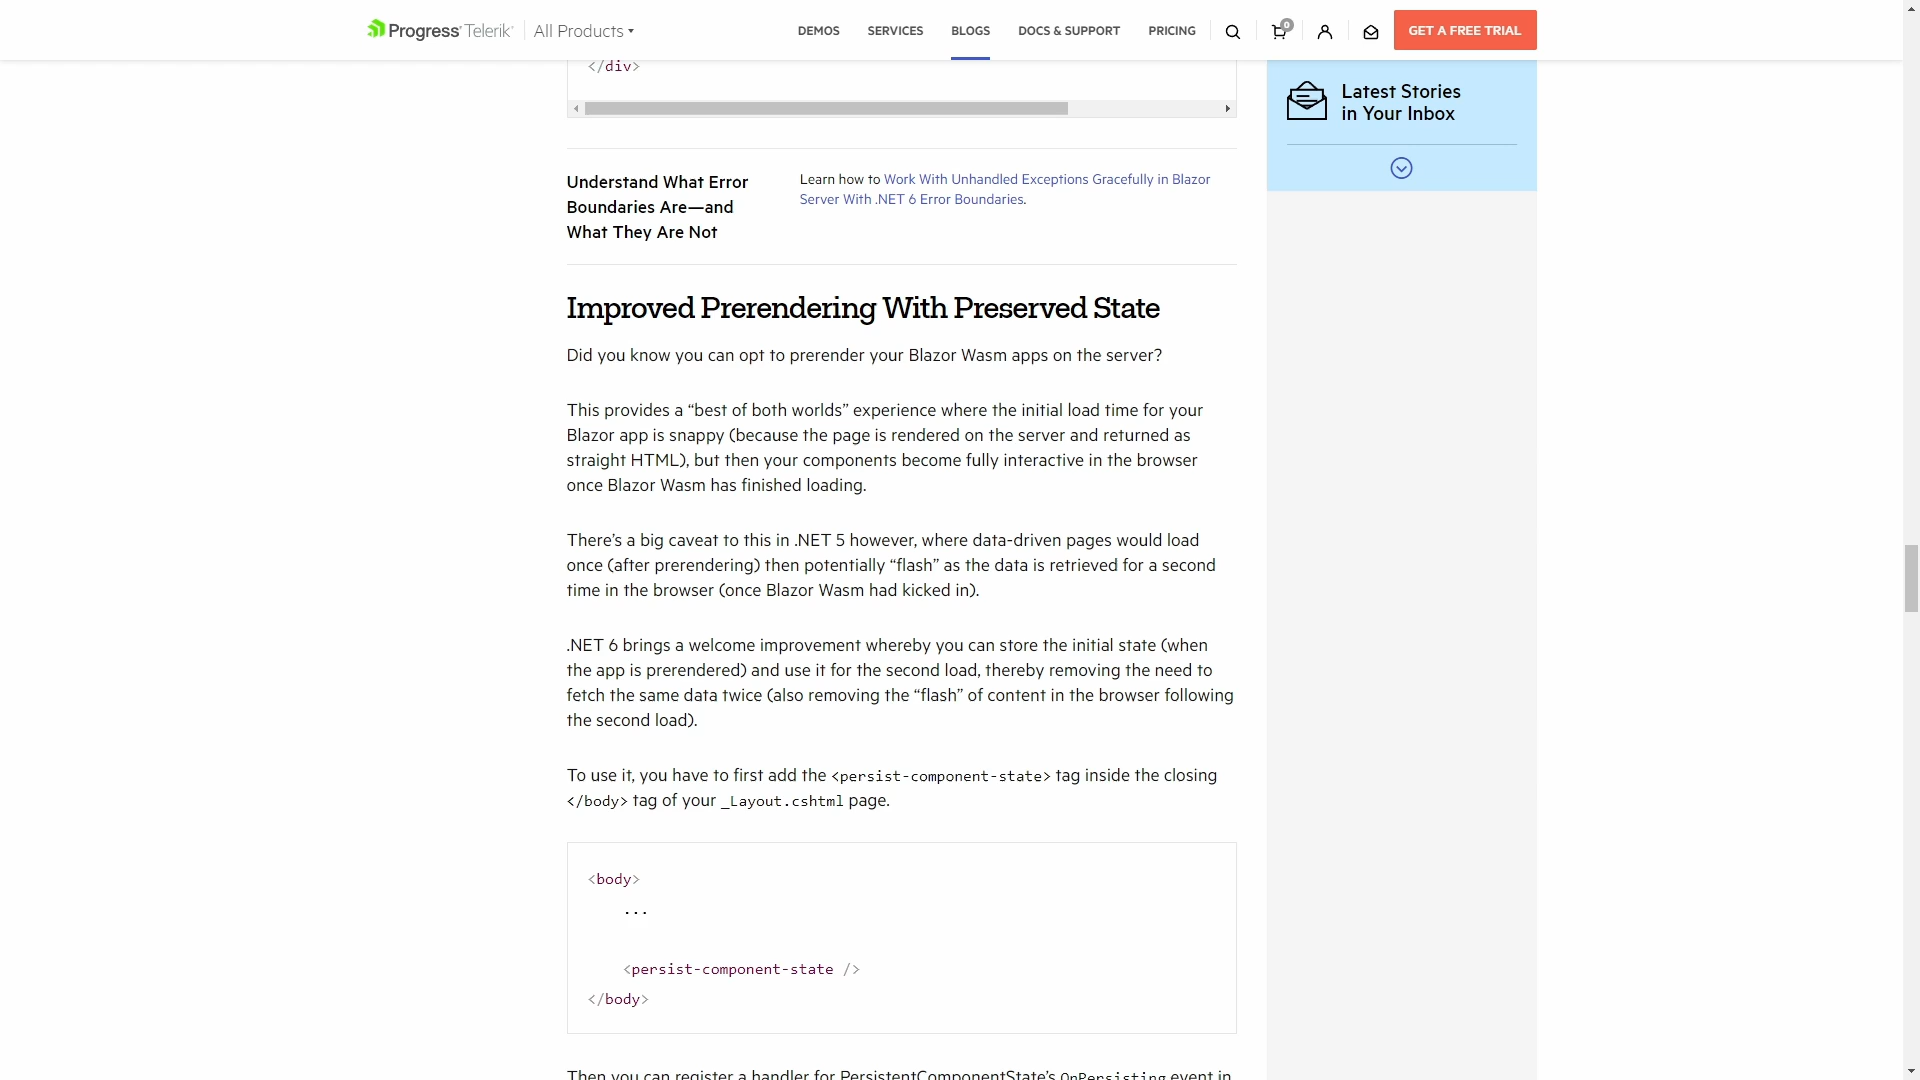 Progress Telerik All Products DEMOS SERVICES BLOGS DOCS & SUPPORT PRICING 0 GET A FREE TRIAL
</div>
Latest Stories
in Your Inbox
Understand What Error
Boundaries Are—and
What They Are Not
Learn how to Work With Unhandled Exceptions Gracefully in Blazor
Server With .NET 6 Error Boundaries.
Improved Prerendering With Preserved State
Did you know you can opt to prerender your Blazor Wasm apps on the server?
This provides a “best of both worlds” experience where the initial load time for your
Blazor app is snappy (because the page is rendered on the server and returned as
straight HTML), but then your components become fully interactive in the browser
once Blazor Wasm has finished loading.
There’s a big caveat to this in .NET 5 however, where data-driven pages would load
once (after prerendering) then potentially “flash” as the data is retrieved for a second
time in the browser (once Blazor Wasm had kicked in).
.NET 6 brings a welcome improvement whereby you can store the initial state (when
the app is prerendered) and use it for the second load, thereby removing the need to
fetch the same data twice (also removing the “flash” of content in the browser following
the second load).
To use it, you have to first add the <persist-component-state> tag inside the closing
</body> tag of your _Layout.cshtml page.
<body>
...
<persist-component-state />
</body>
Then you can register a handler for PersistentComponentState’s OnPersisting event in